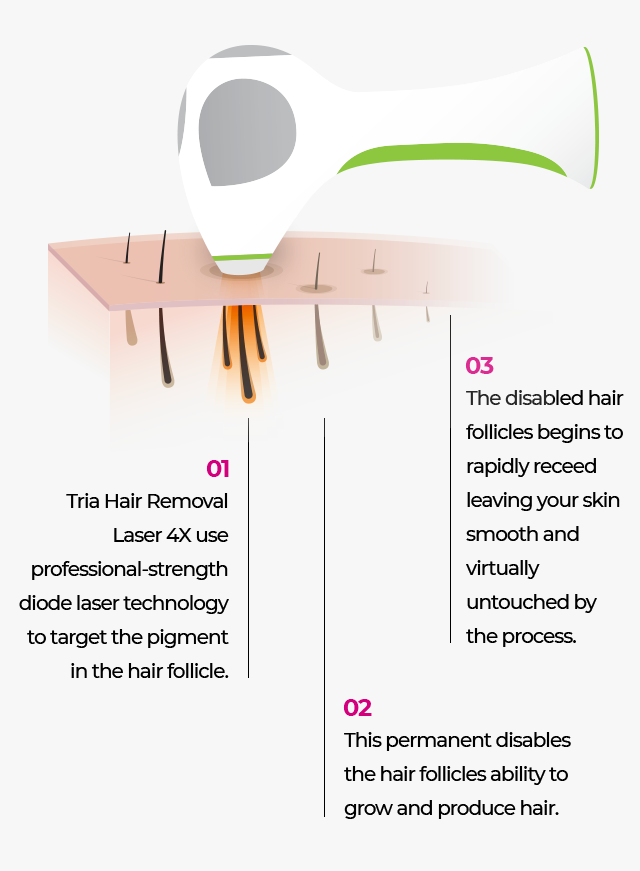 01
Tria Hair Removal
Laser 4X use
professional-strength
diode laser technology
to target the pigment
in the hair follicle.
02
This permanent disables
the hair follicles ability to
grow and produce hair.
03
The disabled hair
follicles begins to
rapidly receed
leaving your skin
smooth and
virtually
untouched by
the process.